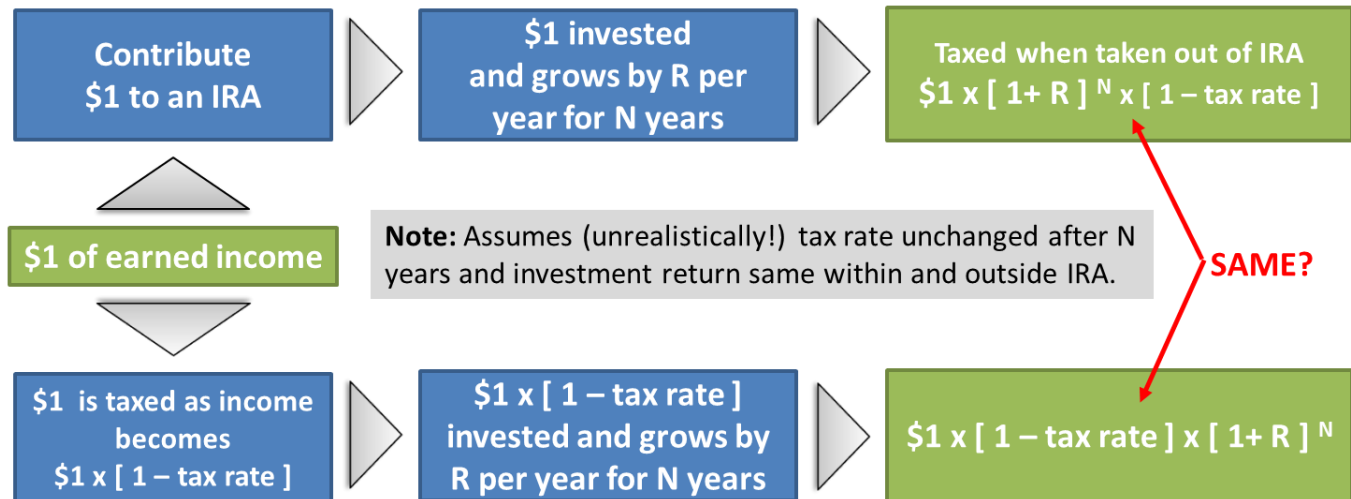 Contribute
$1 to an IRA
$1 invested
and grows by R per
year for N years
Taxed when taken out of IRA
$1 x [ 1+ R ] N x [ 1 – tax rate ]
$1 of earned income
Note: Assumes (unrealistically!) tax rate unchanged after N
years and investment return same within and outside IRA.
SAME?
$1 is taxed as income
becomes
$1 x [ 1 – tax rate ]
$1 x [ 1 – tax rate ]
invested and grows by
R per year for N years
$1 x [ 1 – tax rate ] x [ 1+ R ] N